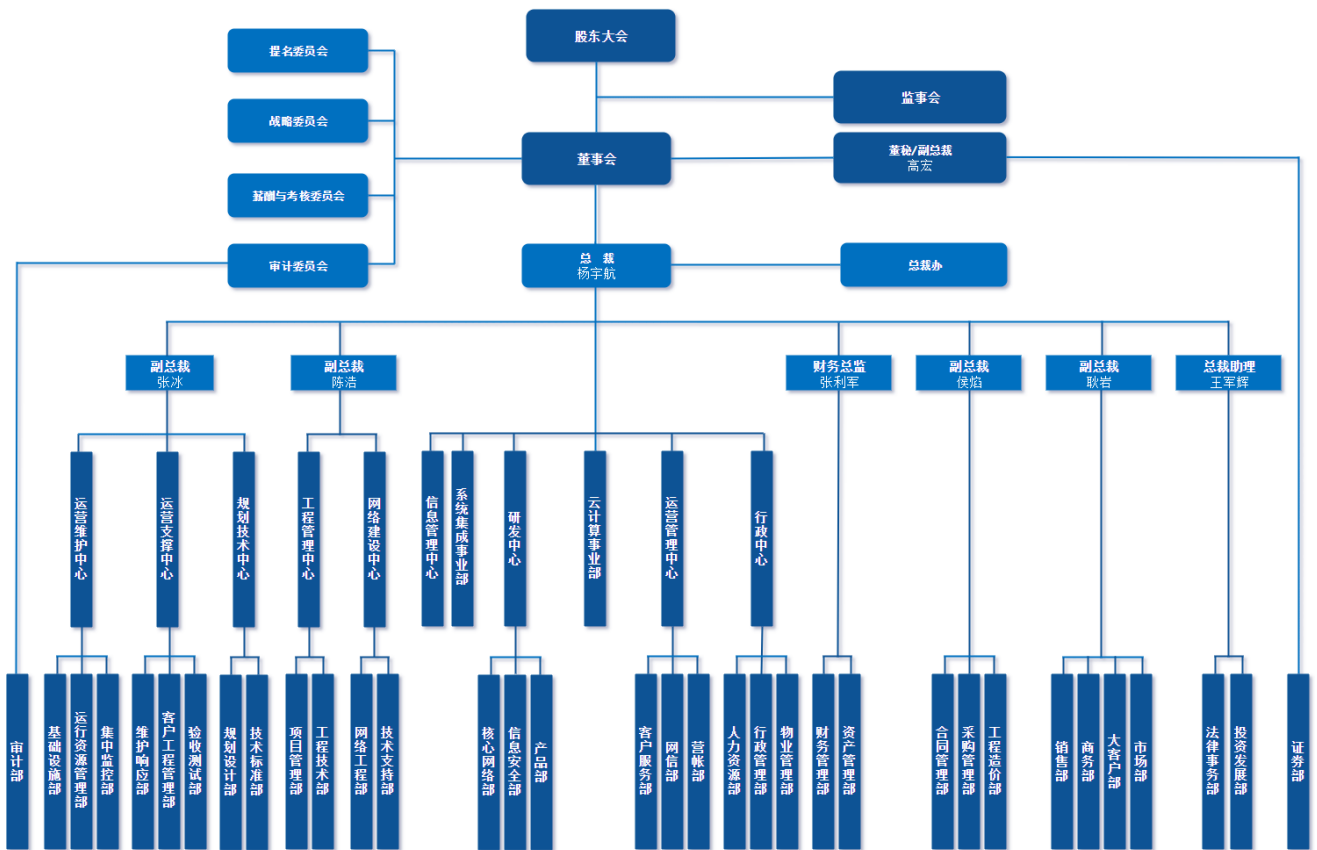 股东大会
提名委员会
监事会
战略委员会
董事会
董秘/副总裁
高宏
薪酬与考核委员会
审计委员会
总 裁
杨宇航
总裁办
副总裁
张冰
副总裁
陈浩
财务总监
张利军
副总裁
侯焰
副总裁
耿岩
总裁助理
王军辉
运营维护中心
运营支撑中心
规划技术中心
工程管理中心
网络建设中心
信息管理中心
系统集成事业部
研发中心
云计算事业部
运营管理中心
行政中心
审计部
基础设施部
运行资源管理部
集中监控部
维护响应部
客户工程管理部
验收测试部
规划设计部
技术标准部
项目管理部
工程技术部
网络工程部
技术支持部
核心网络部
信息安全部
产品部
客户服务部
网信部
营帐部
人力资源部
行政管理部
物业管理部
财务管理部
资产管理部
合同管理部
采购管理部
工程造价部
销售部
商务部
大客户部
市场部
法律事务部
投资发展部
证券部